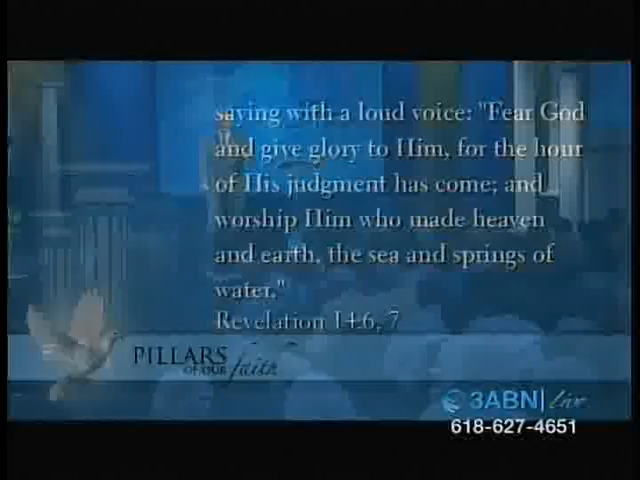 saying with a loud voice: "Fear God
and give glory to Him, for the hour
of His judgment has come; and
worship Him who made heaven
and earth, the sea and springs of
water."
Revelation 14:6, 7
PILLARS
OF OUR faith
3ABN| Live
618-627-4651